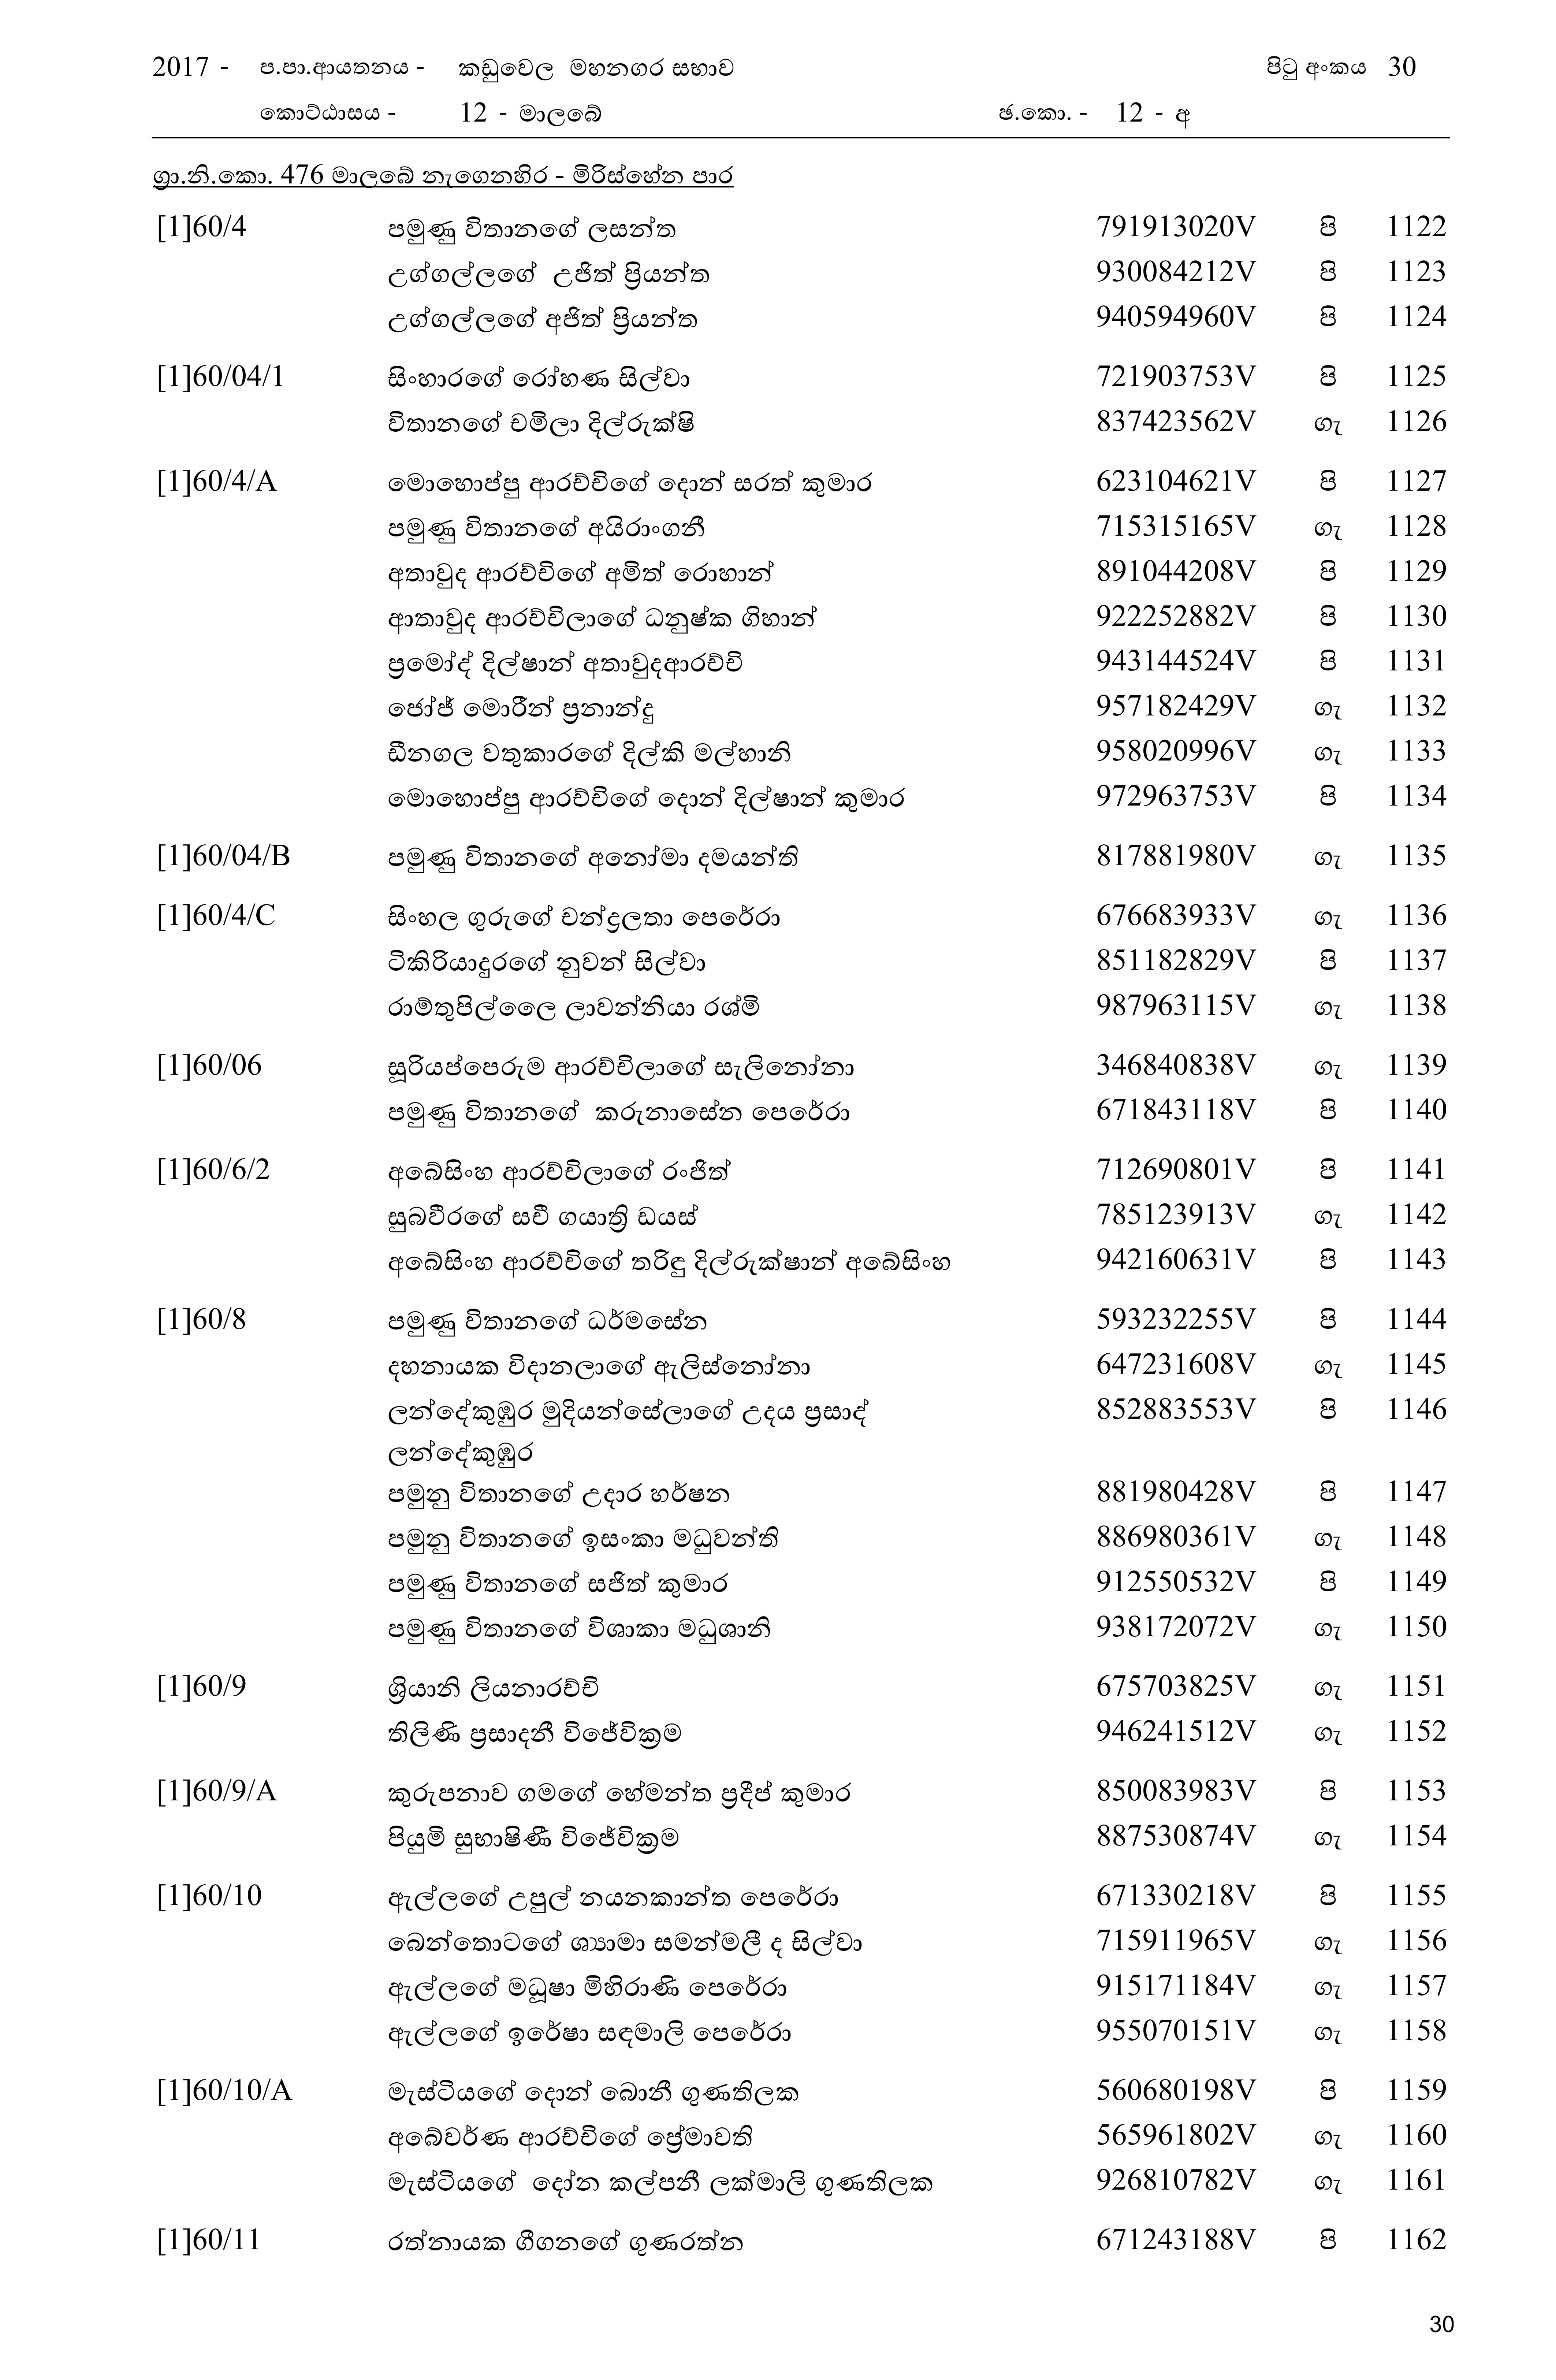 2017 - ප.පා.ආයතනය - කඩුවෙල මහනගර සභාව පිටු අංකය 30
කොට්ඨාසය - 12 - මාලබේ ඡ.කො. - 12 - අ
ග්‍රා.නි.කො. 476 මාලබේ නැගෙනහිර - මිරිස්හේන පාර
[1]60/4 පමුණු විතානගේ ලසන්ත 791913020V පි 1122
උග්ගල්ලගේ උජිත් ප්‍රියන්ත 930084212V පි 1123
උග්ගල්ලගේ අජිත් ප්‍රියන්ත 940594960V පි 1124
[1]60/04/1 සිංහාරගේ රෝහණ සිල්වා 721903753V පි 1125
විතානගේ චමිලා දිල්රුක්ෂි 837423562V ගැ 1126
[1]60/4/A මොහොප්පු ආරච්චිගේ දොන් සරත් කුමාර 623104621V පි 1127
පමුණු විතානගේ අයිරාංගනී 715315165V ගැ 1128
අතාවුද ආරච්චිගේ අමිත් රොහාන් 891044208V පි 1129
ආතාවුද ආරච්චිලාගේ ධනුෂ්ක ගිහාන් 922252882V පි 1130
ප්‍රමෝද් දිල්ෂාන් අතාවුදආරච්චි 943144524V පි 1131
ජෝජ් මොරීන් ප්‍රනාන්දු 957182429V ගැ 1132
ඩීනගල වතුකාරගේ දිල්කි මල්හානි 958020996V ගැ 1133
මොහොප්පු ආරච්චිගේ දොන් දිල්ෂාන් කුමාර 972963753V පි 1134
[1]60/04/B පමුණු විතානගේ අනෝමා දමයන්ති 817881980V ගැ 1135
[1]60/4/C සිංහල ගුරුගේ චන්ද්‍රලතා පෙරේරා 676683933V ගැ 1136
ටිකිරියාදුරගේ නුවන් සිල්වා 851182829V පි 1137
රාම්තුපිල්ලෛ ලාවන්නියා රශ්මි 987963115V ගැ 1138
[1]60/06 සූරියප්පෙරුම ආරච්චිලාගේ සැලිනෝනා 346840838V ගැ 1139
පමුණු විතානගේ කරුනාසේන පෙරේරා 671843118V පි 1140
[1]60/6/2 අබේසිංහ ආරච්චිලාගේ රංජිත් 712690801V පි 1141
සුබවීරගේ සචී ගයාත්‍රි ඩයස් 785123913V ගැ 1142
අබේසිංහ ආරච්චිගේ තරිඳු දිල්රුක්ෂාන් අබේසිංහ 942160631V පි 1143
[1]60/8 පමුණු විතානගේ ධර්මසේන 593232255V පි 1144
දහනායක විදානලාගේ ඇලිස්නෝනා 647231608V ගැ 1145
ලන්දේකුඹුර මුදියන්සේලාගේ උදය ප්‍රසාද් 852883553V පි 1146
ලන්දේකුඹුර
පමුනු විතානගේ උදාර හර්ෂන 881980428V පි 1147
පමුනු විතානගේ ඉසංකා මධුවන්ති 886980361V ගැ 1148
පමුණු විතානගේ සජිත් කුමාර 912550532V පි 1149
පමුණු විතානගේ විශාකා මධුශානි 938172072V ගැ 1150
[1]60/9 ශ්‍රියානි ලියනාරච්චි 675703825V ගැ 1151
තිලිණි ප්‍රසාදනී විජේවික්‍රම 946241512V ගැ 1152
[1]60/9/A කුරුපනාව ගමගේ හේමන්ත ප්‍රදීප් කුමාර 850083983V පි 1153
පියුමි සුභාෂිණී විජේවික්‍රම 887530874V ගැ 1154
[1]60/10 ඇල්ලගේ උපුල් නයනකාන්ත පෙරේරා 671330218V පි 1155
බෙන්තොටගේ ශ්‍යාමා සමන්මලී ද සිල්වා 715911965V ගැ 1156
ඇල්ලගේ මධූෂා මිහිරාණි පෙරේරා 915171184V ගැ 1157
ඇල්ලගේ ඉරේෂා සඳමාලි පෙරේරා 955070151V ගැ 1158
[1]60/10/A මැස්ටියගේ දොන් බොනී ගුණතිලක 560680198V පි 1159
අබේවර්ණ ආරච්චිගේ ප්‍රේමාවති 565961802V ගැ 1160
මැස්ටියගේ දෝන කල්පනී ලක්මාලි ගුණතිලක 926810782V ගැ 1161
[1]60/11 රත්නායක ගීගනගේ ගුණරත්න 671243188V පි 1162
30